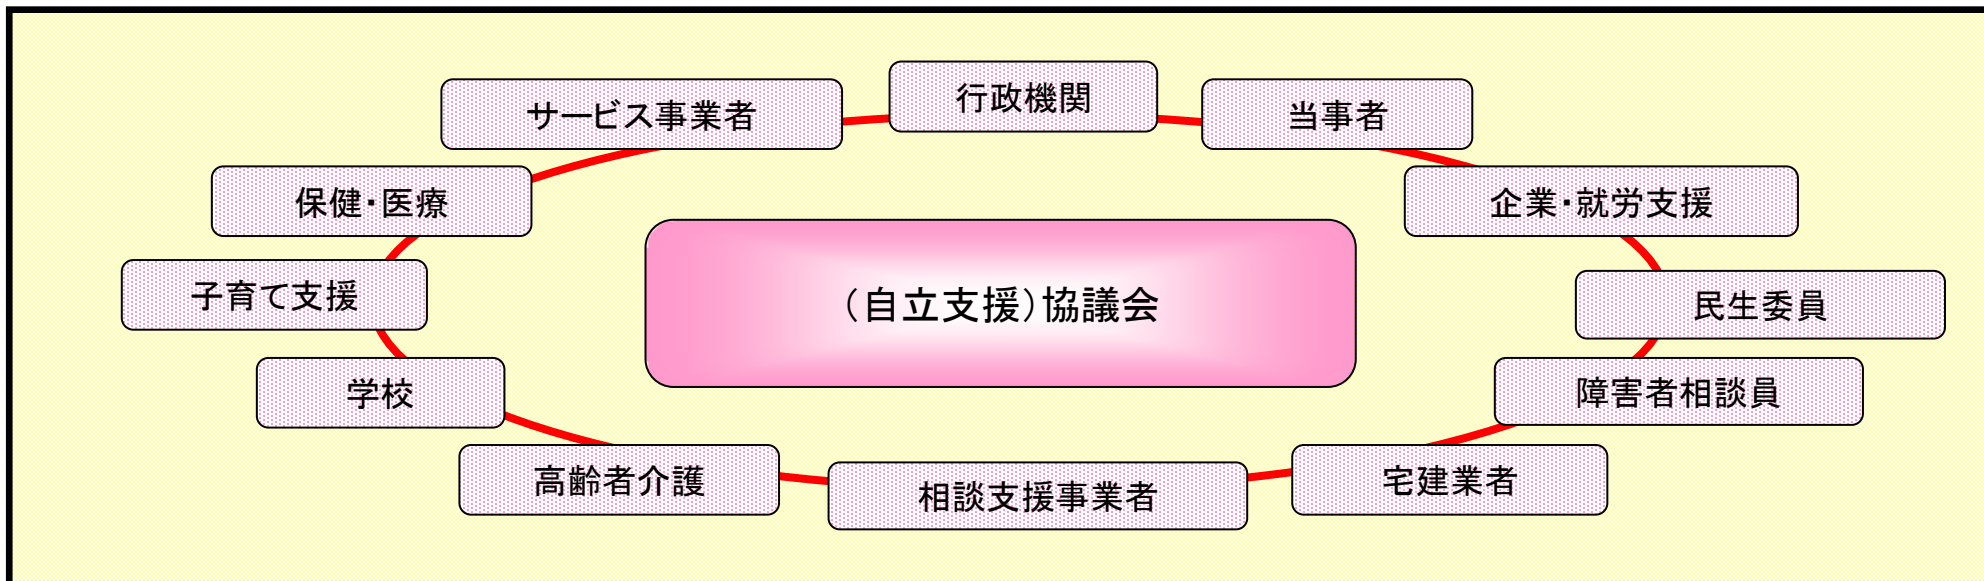 行政機関
サービス事業者
当事者
保健・医療
企業・就労支援
子育て支援
（自立支援）協議会
民生委員
学校
障害者相談員
高齢者介護
相談支援事業者
宅建業者